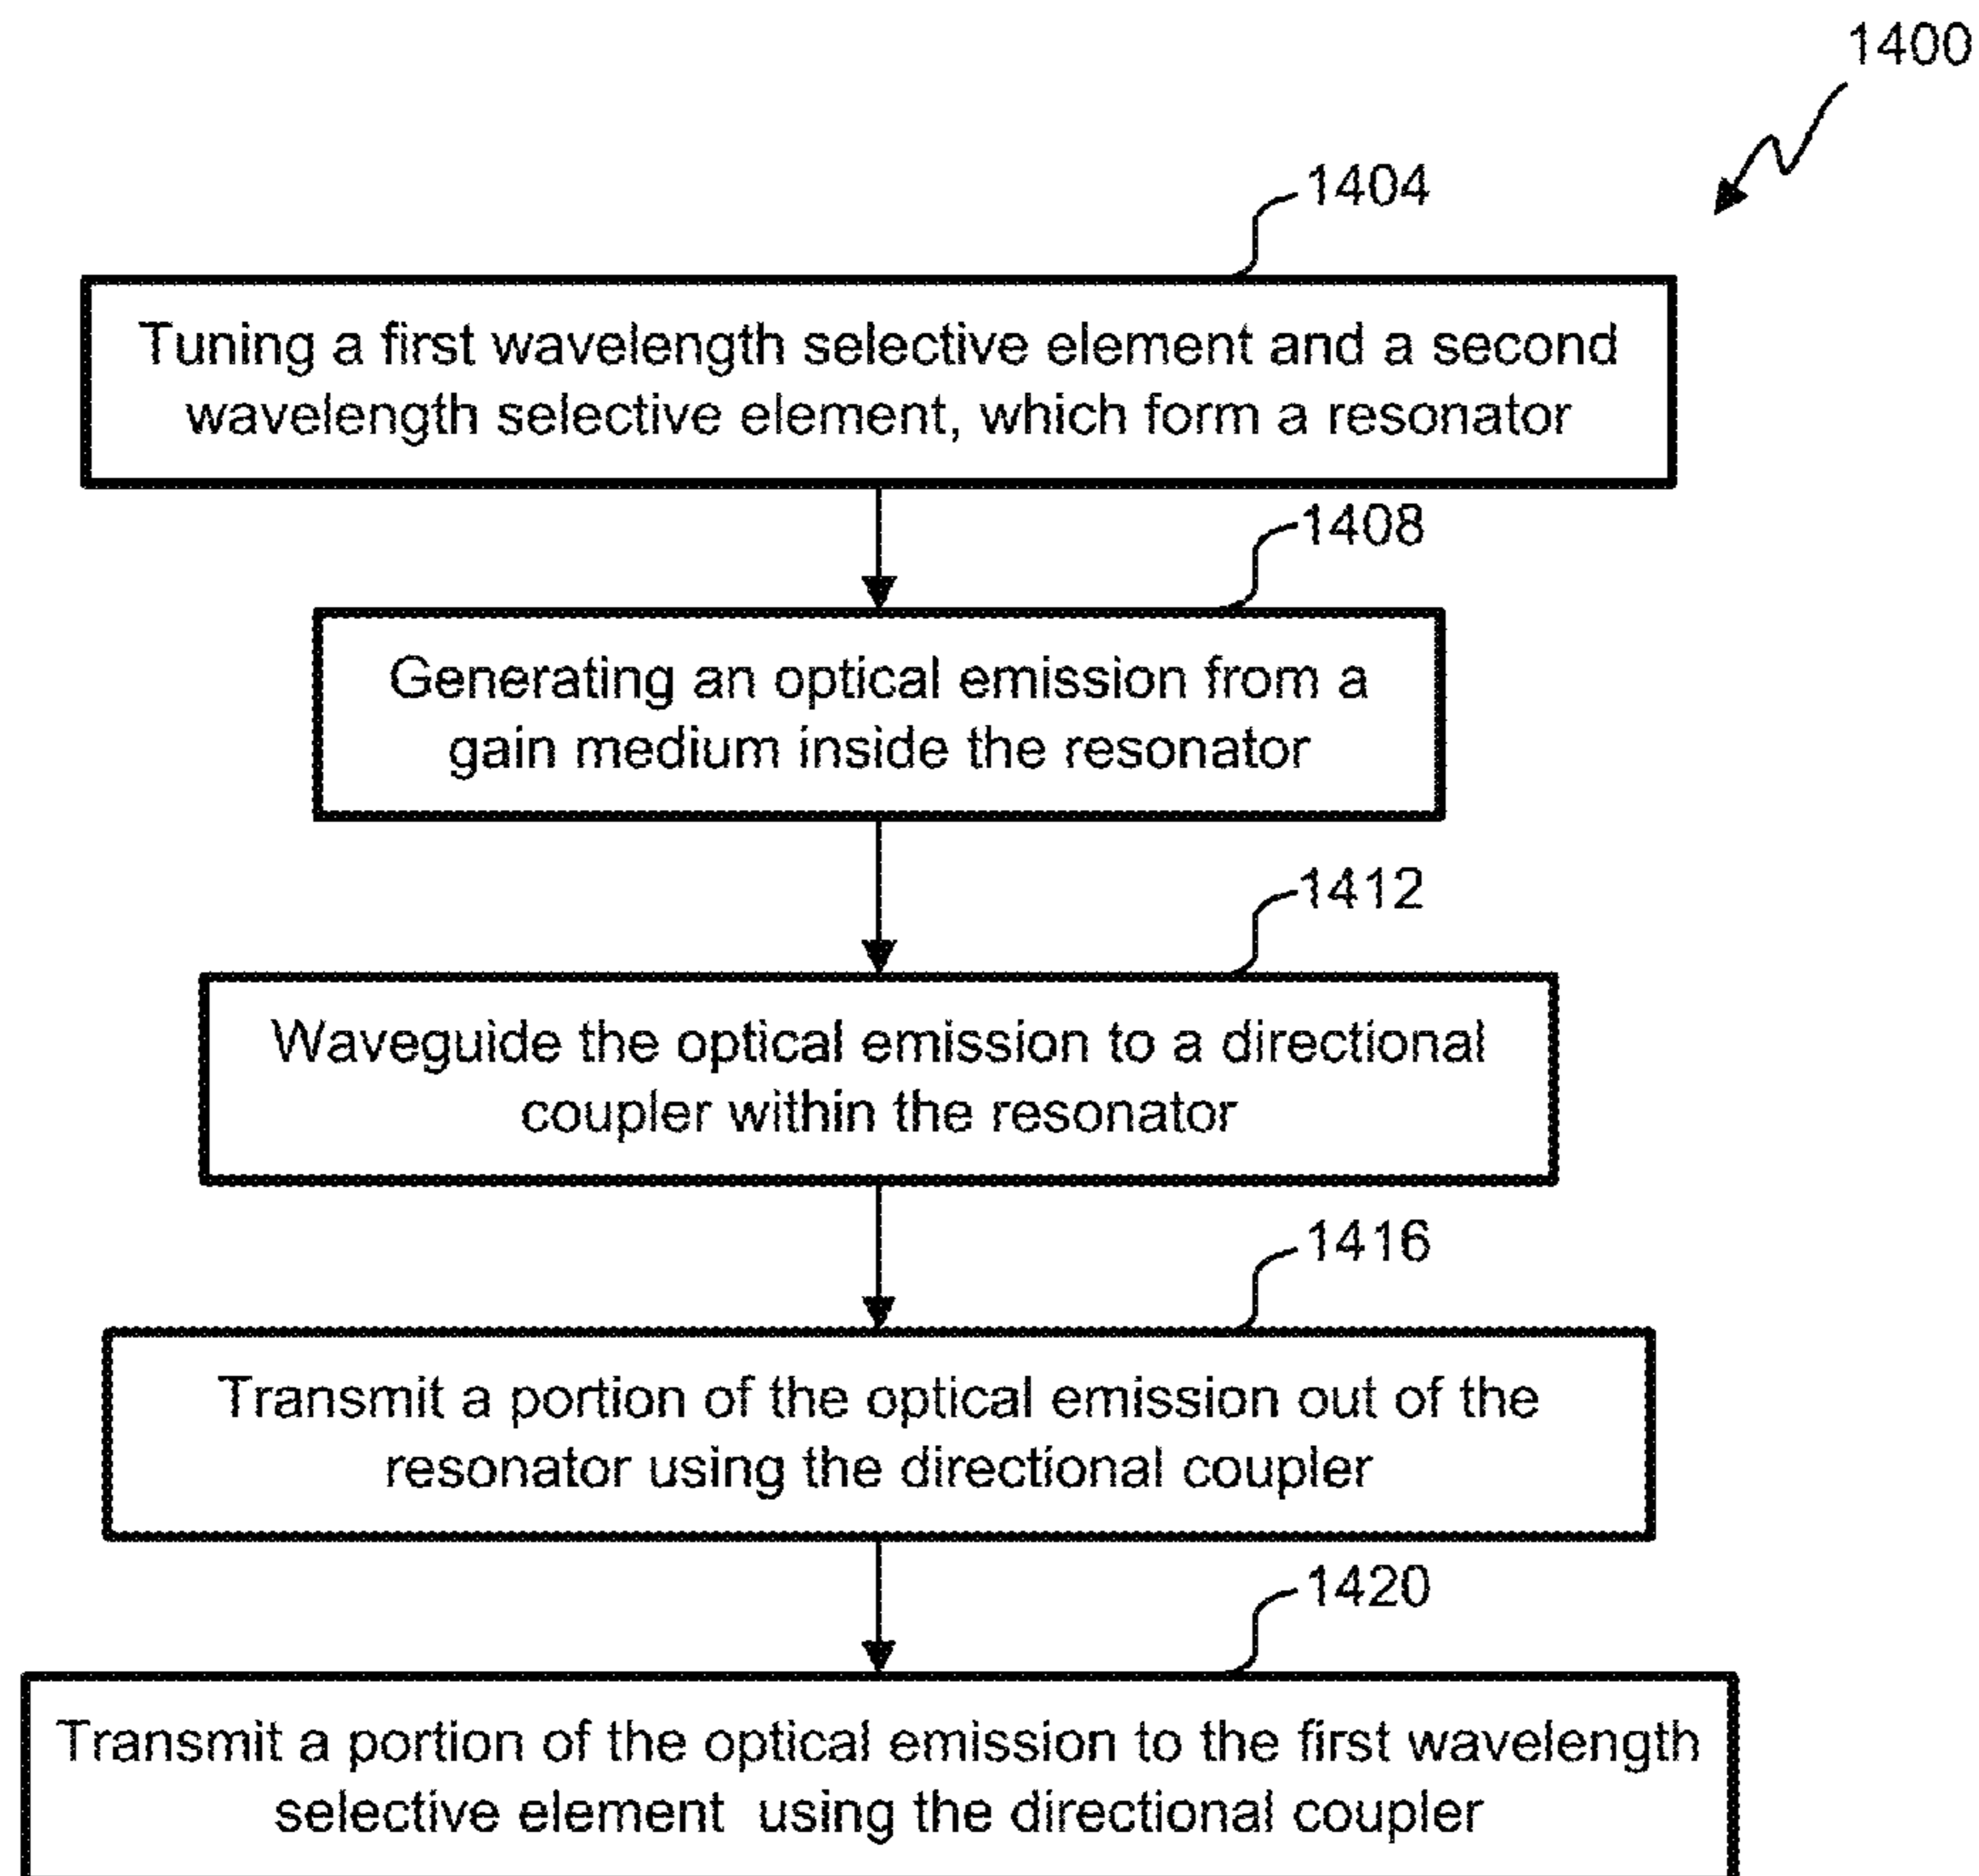 1400
1404
Tuning a first wavelength selective element and a second
wavelength selective element, which form a resonator
1408
Generating an optical emission from a
gain medium inside the resonator
1412
Waveguide the optical emission to a directional
coupler within the resonator
1416
Transmit a portion of the optical emission out of the
resonator using the directional coupler
1420
Transmit a portion of the optical emission to the first wavelength
selective element using the directional coupler